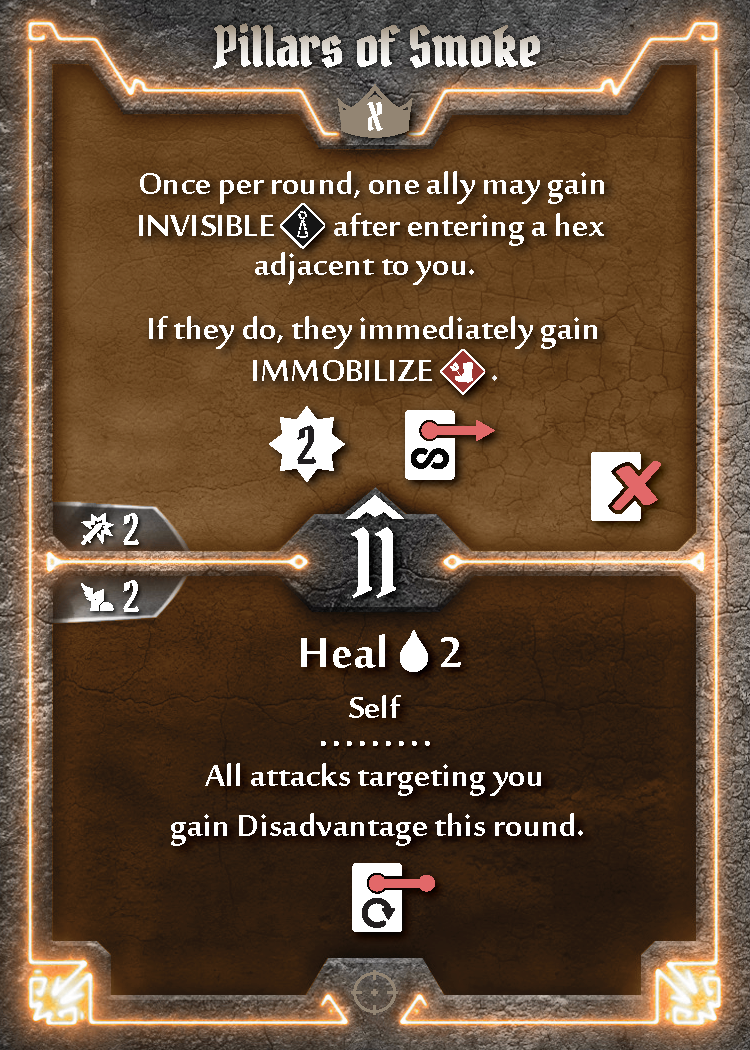 Pillars of Smoke
X
Once per round, one ally may gain
INVISIBLE after entering a hex
adjacent to you.
If they do, they immediately gain
IMMOBILIZE .
2
2
11
2
Heal 2
Self
.........
All attacks targeting you
gain Disadvantage this round.